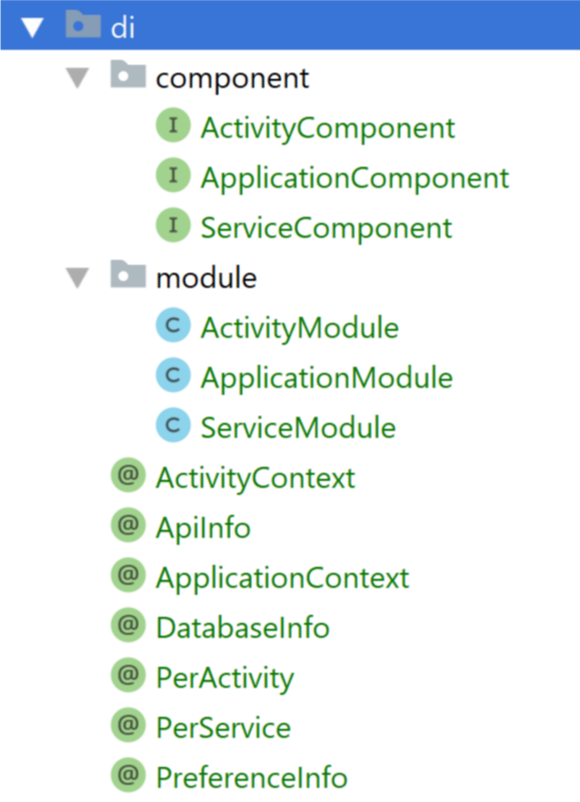 di
component
I ActivityComponent
I ApplicationComponent
I ServiceComponent
module
C ActivityModule
C ApplicationModule
C ServiceModule
@ ActivityContext
@ ApiInfo
@ ApplicationContext
@ DatabaseInfo
@ PerActivity
@ PerService
@ PreferenceInfo